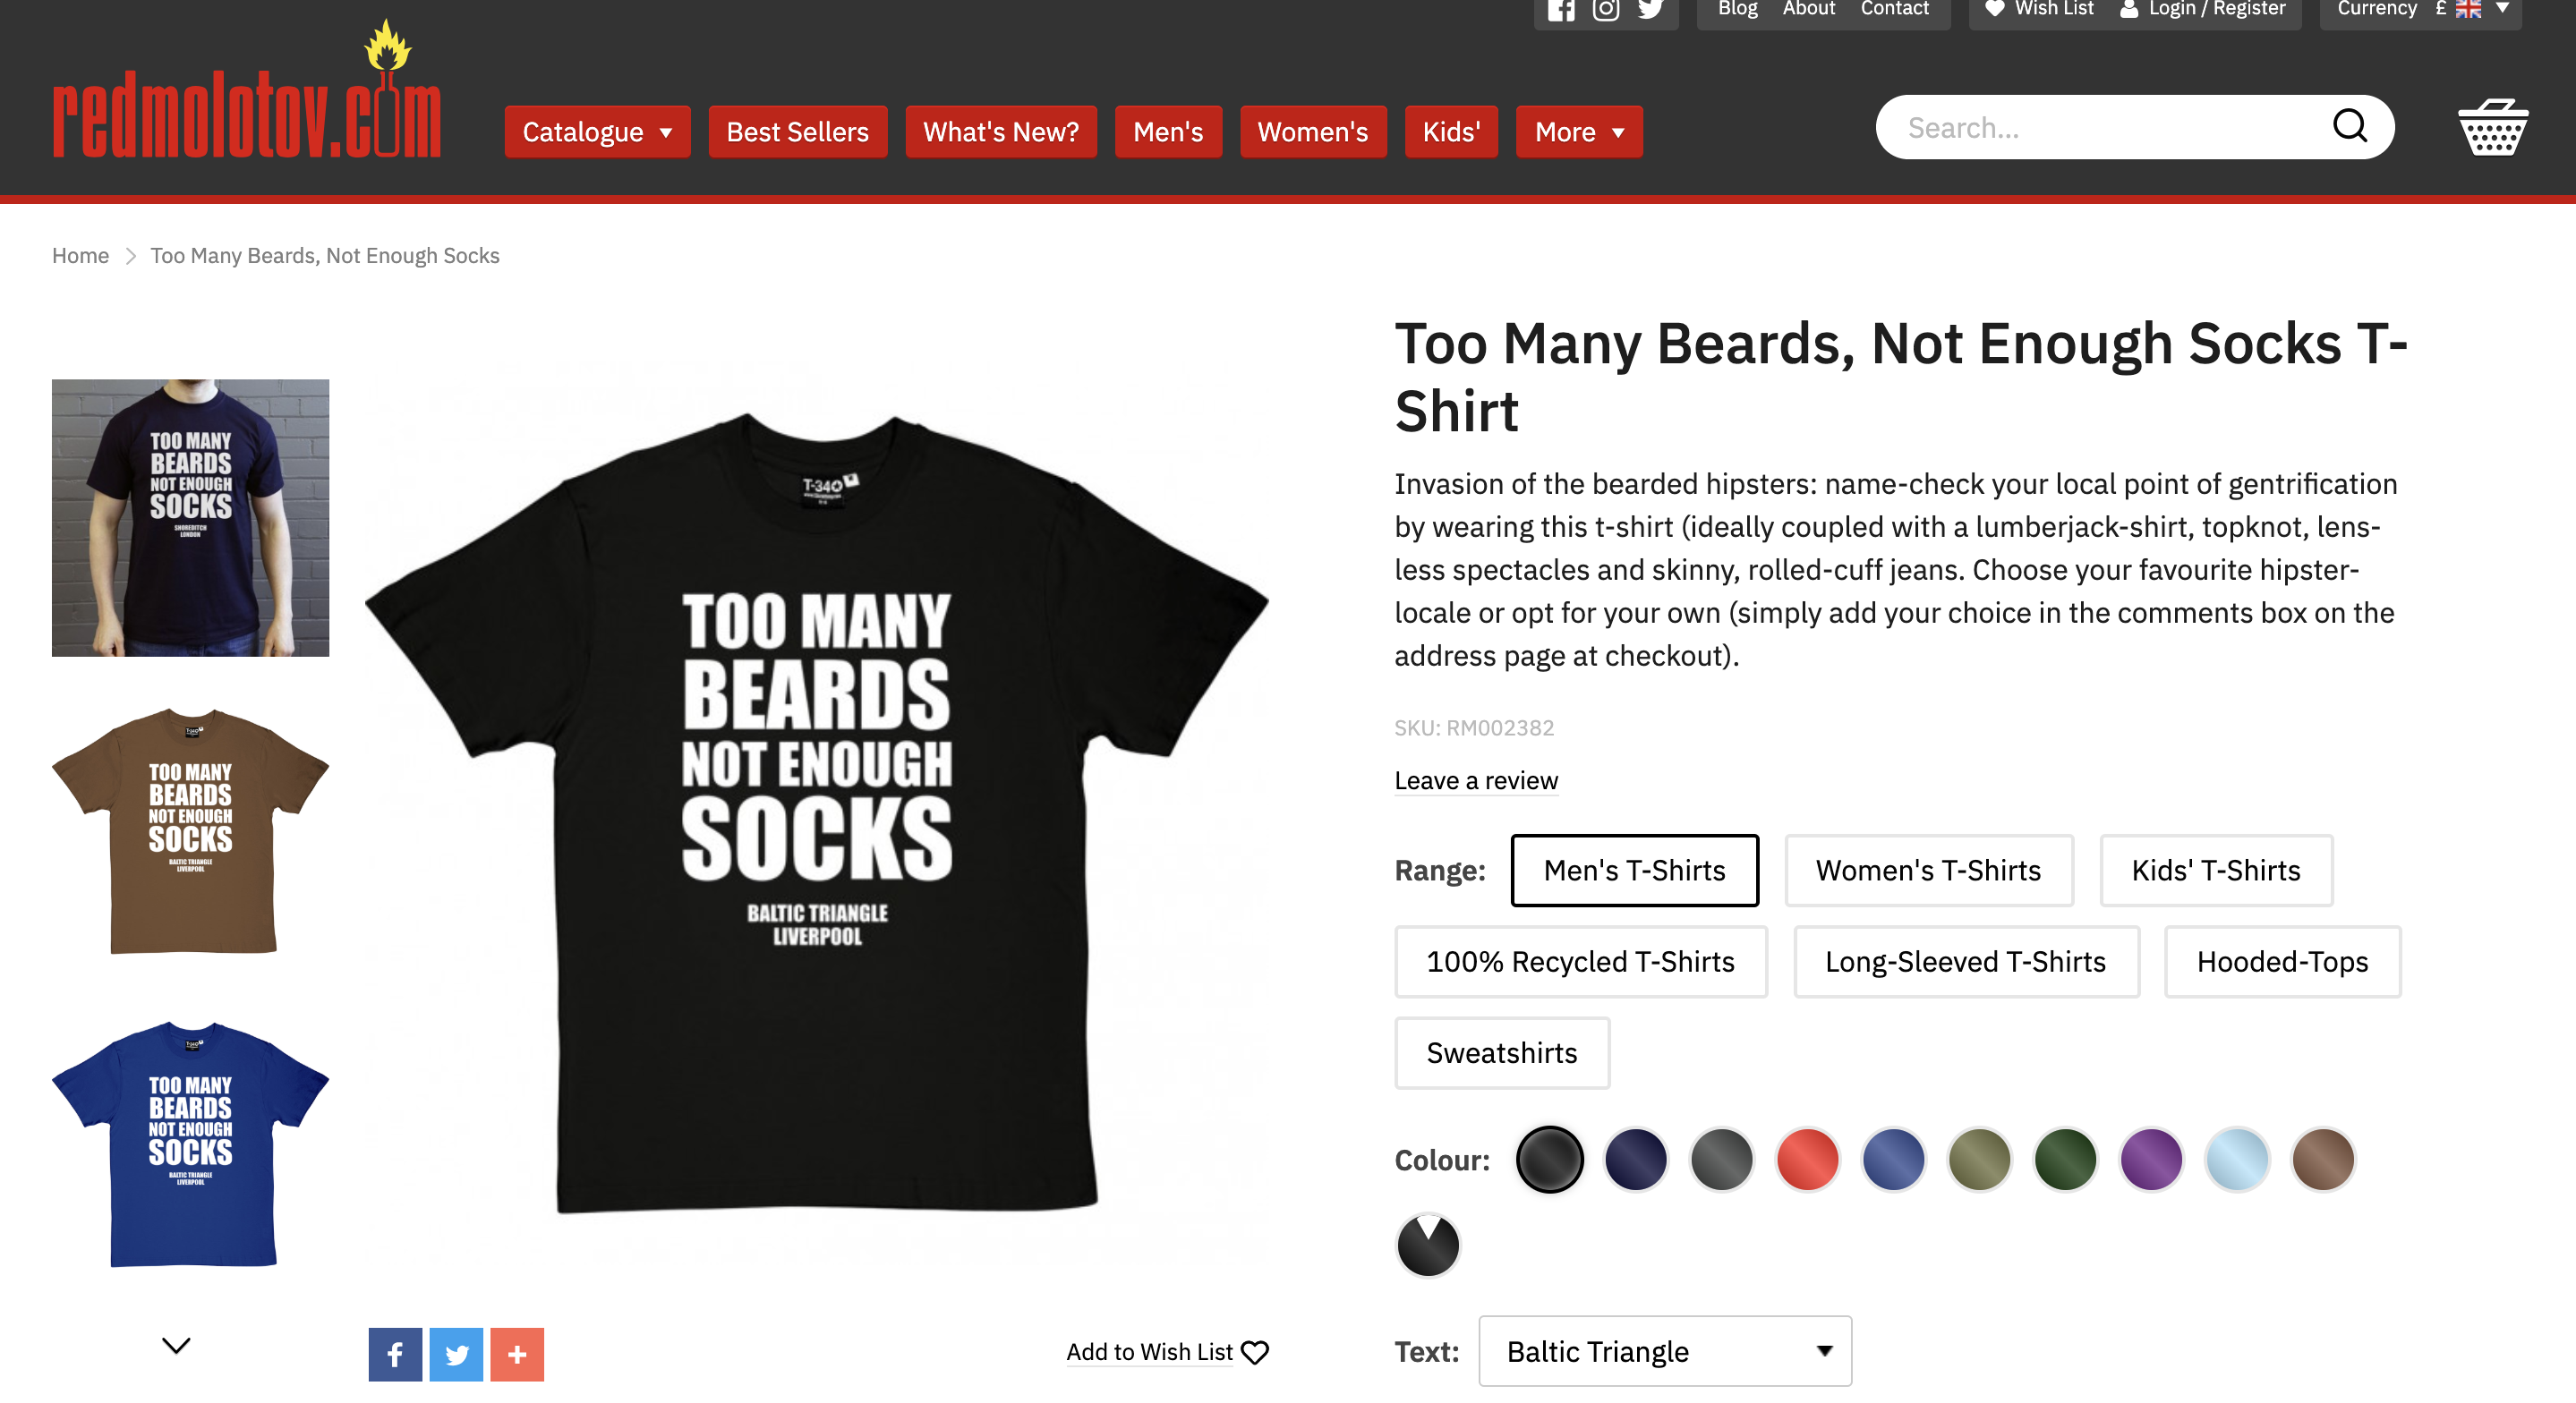 Blog About Contact
Wish List
Login / Register
Currency £
redmolotov.com
Catalogue
Best Sellers
What's New?
Men's
Women's
Kids'
More
Search...
Home
Too Many Beards, Not Enough Socks
TOO MANY
BEARDS
NOT ENOUGH
SOCKS
SHOREDITCH
LONDON
TOO MANY
BEARDS
NOT ENOUGH
SOCKS
BALTIC TRIANGLE
LIVERPOOL
TOO MANY
BEARDS
NOT ENOUGH
SOCKS
BALTIC TRIANGLE
LIVERPOOL
T-34
TOO MANY
BEARDS
NOT ENOUGH
SOCKS
BALTIC TRIANGLE
LIVERPOOL
Add to Wish List
Too Many Beards, Not Enough Socks T-
Shirt
Invasion of the bearded hipsters: name-check your local point of gentrification
by wearing this t-shirt (ideally coupled with a lumberjack-shirt, topknot, lens-
less spectacles and skinny, rolled-cuff jeans. Choose your favourite hipster-
locale or opt for your own (simply add your choice in the comments box on the
address page at checkout).
SKU: RM002382
Leave a review
Range:
Men's T-Shirts
Women's T-Shirts
Kids' T-Shirts
100% Recycled T-Shirts
Long-Sleeved T-Shirts
Hooded-Tops
Sweatshirts
Colour:
Text:
Baltic Triangle